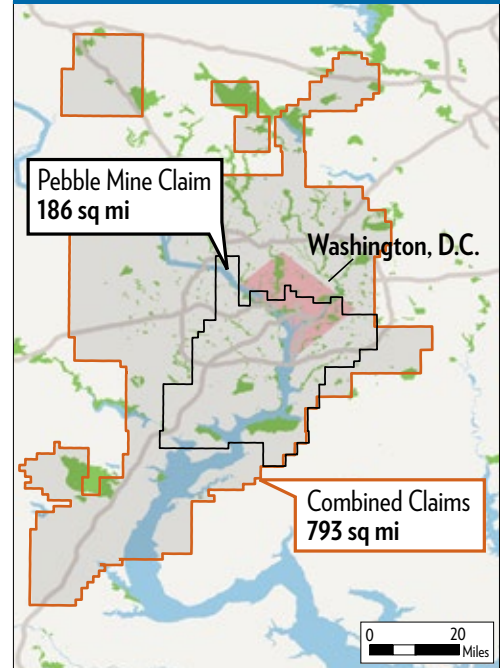 Pebble Mine Claim
186 sq mi
Washington, D.C.
Combined Claims
793 sq mi
0 20
Miles